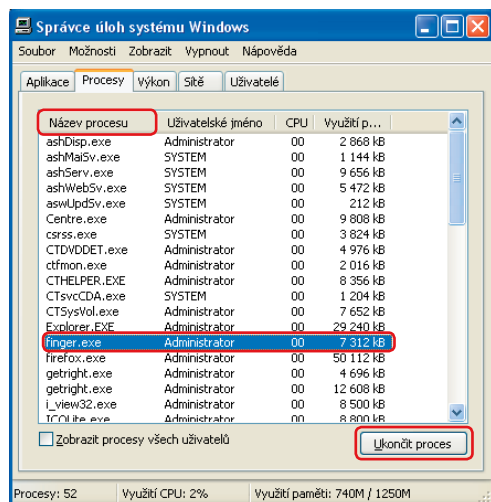 Správce úloh systému Windows
Soubor Možnosti Zobrazit Vypnout Nápověda
Aplikace Procesy Výkon Sítě Uživatelé
Název procesu Uživatelské jméno CPU Využití p...
ashDisp.exe Administrator 00 2 868 kB
ashMaiSv.exe SYSTEM 00 1 144 kB
ashServ.exe SYSTEM 00 9 656 kB
ashWebSv.exe SYSTEM 00 5 472 kB
aswUpdSv.exe SYSTEM 00 212 kB
Centre.exe Administrator 00 9 808 kB
csrss.exe SYSTEM 00 3 824 kB
CTDVDDET.exe Administrator 00 4 976 kB
ctfmon.exe Administrator 00 2 016 kB
CTHELPER.EXE Administrator 00 8 356 kB
CTsvcCDA.exe SYSTEM 00 1 204 kB
CTSysVol.exe Administrator 00 7 652 kB
Explorer.EXE Administrator 00 29 240 kB
finger.exe Administrator 00 7 312 kB
firefox.exe Administrator 00 50 112 kB
getright.exe Administrator 00 4 696 kB
getright.exe Administrator 00 12 608 kB
i_view32.exe Administrator 00 8 500 kB
ICQLite.exe Administrator 00 8 800 kB
Zobrazit procesy všech uživatelů
Ukončit proces
Procesy: 52 Využití CPU: 2% Využití paměti: 740M / 1250M